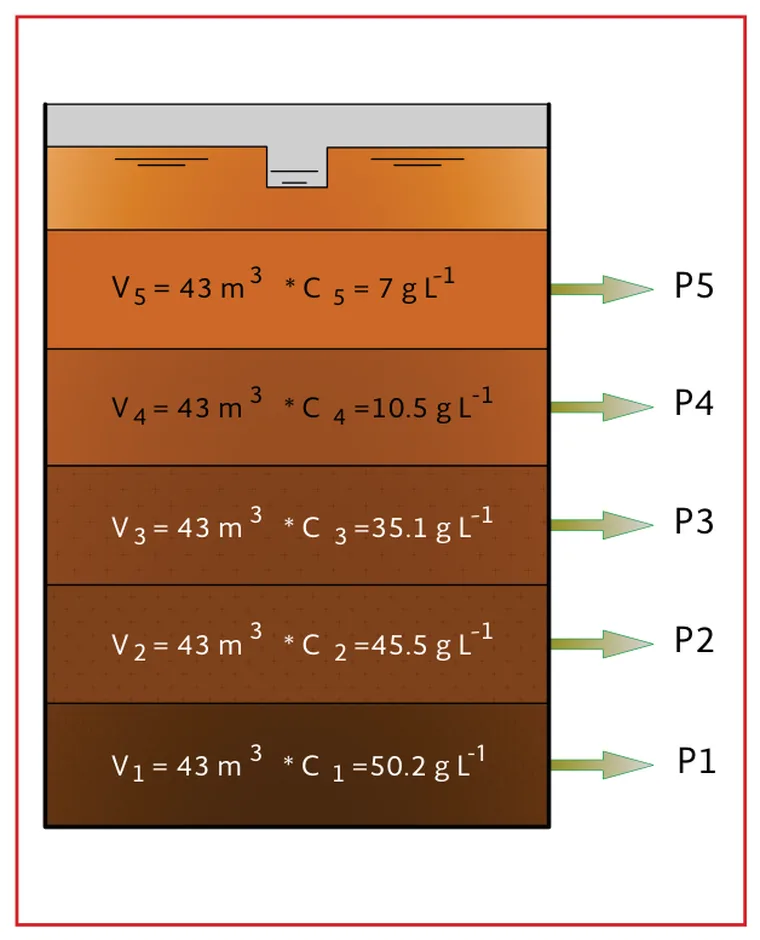 V₅ = 43 m³ * C ₅ = 7 g L⁻¹ P5
V₄ = 43 m³ * C ₄ =10.5 g L⁻¹ P4
V₃ = 43 m³ * C ₃ =35.1 g L⁻¹ P3
V₂ = 43 m³ * C ₂ =45.5 g L⁻¹ P2
V₁ = 43 m³ * C ₁ =50.2 g L⁻¹ P1